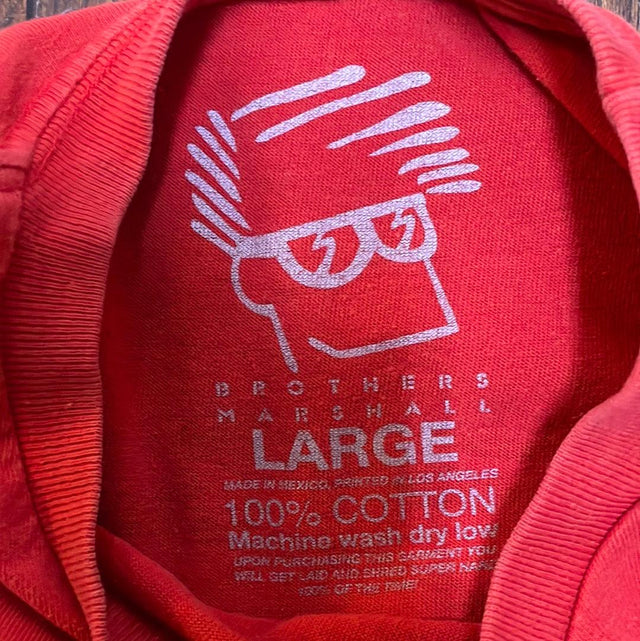 BROTHERS
MARSHALL
LARGE
MADE IN MEXICO, PRINTED IN LOS ANGELES
100% COTTON
Machine wash dry low
UPON PURCHASING THIS GARMENT YOU
WILL GET LAID AND SHRED SUPER HARD
100% OF THE TIME!